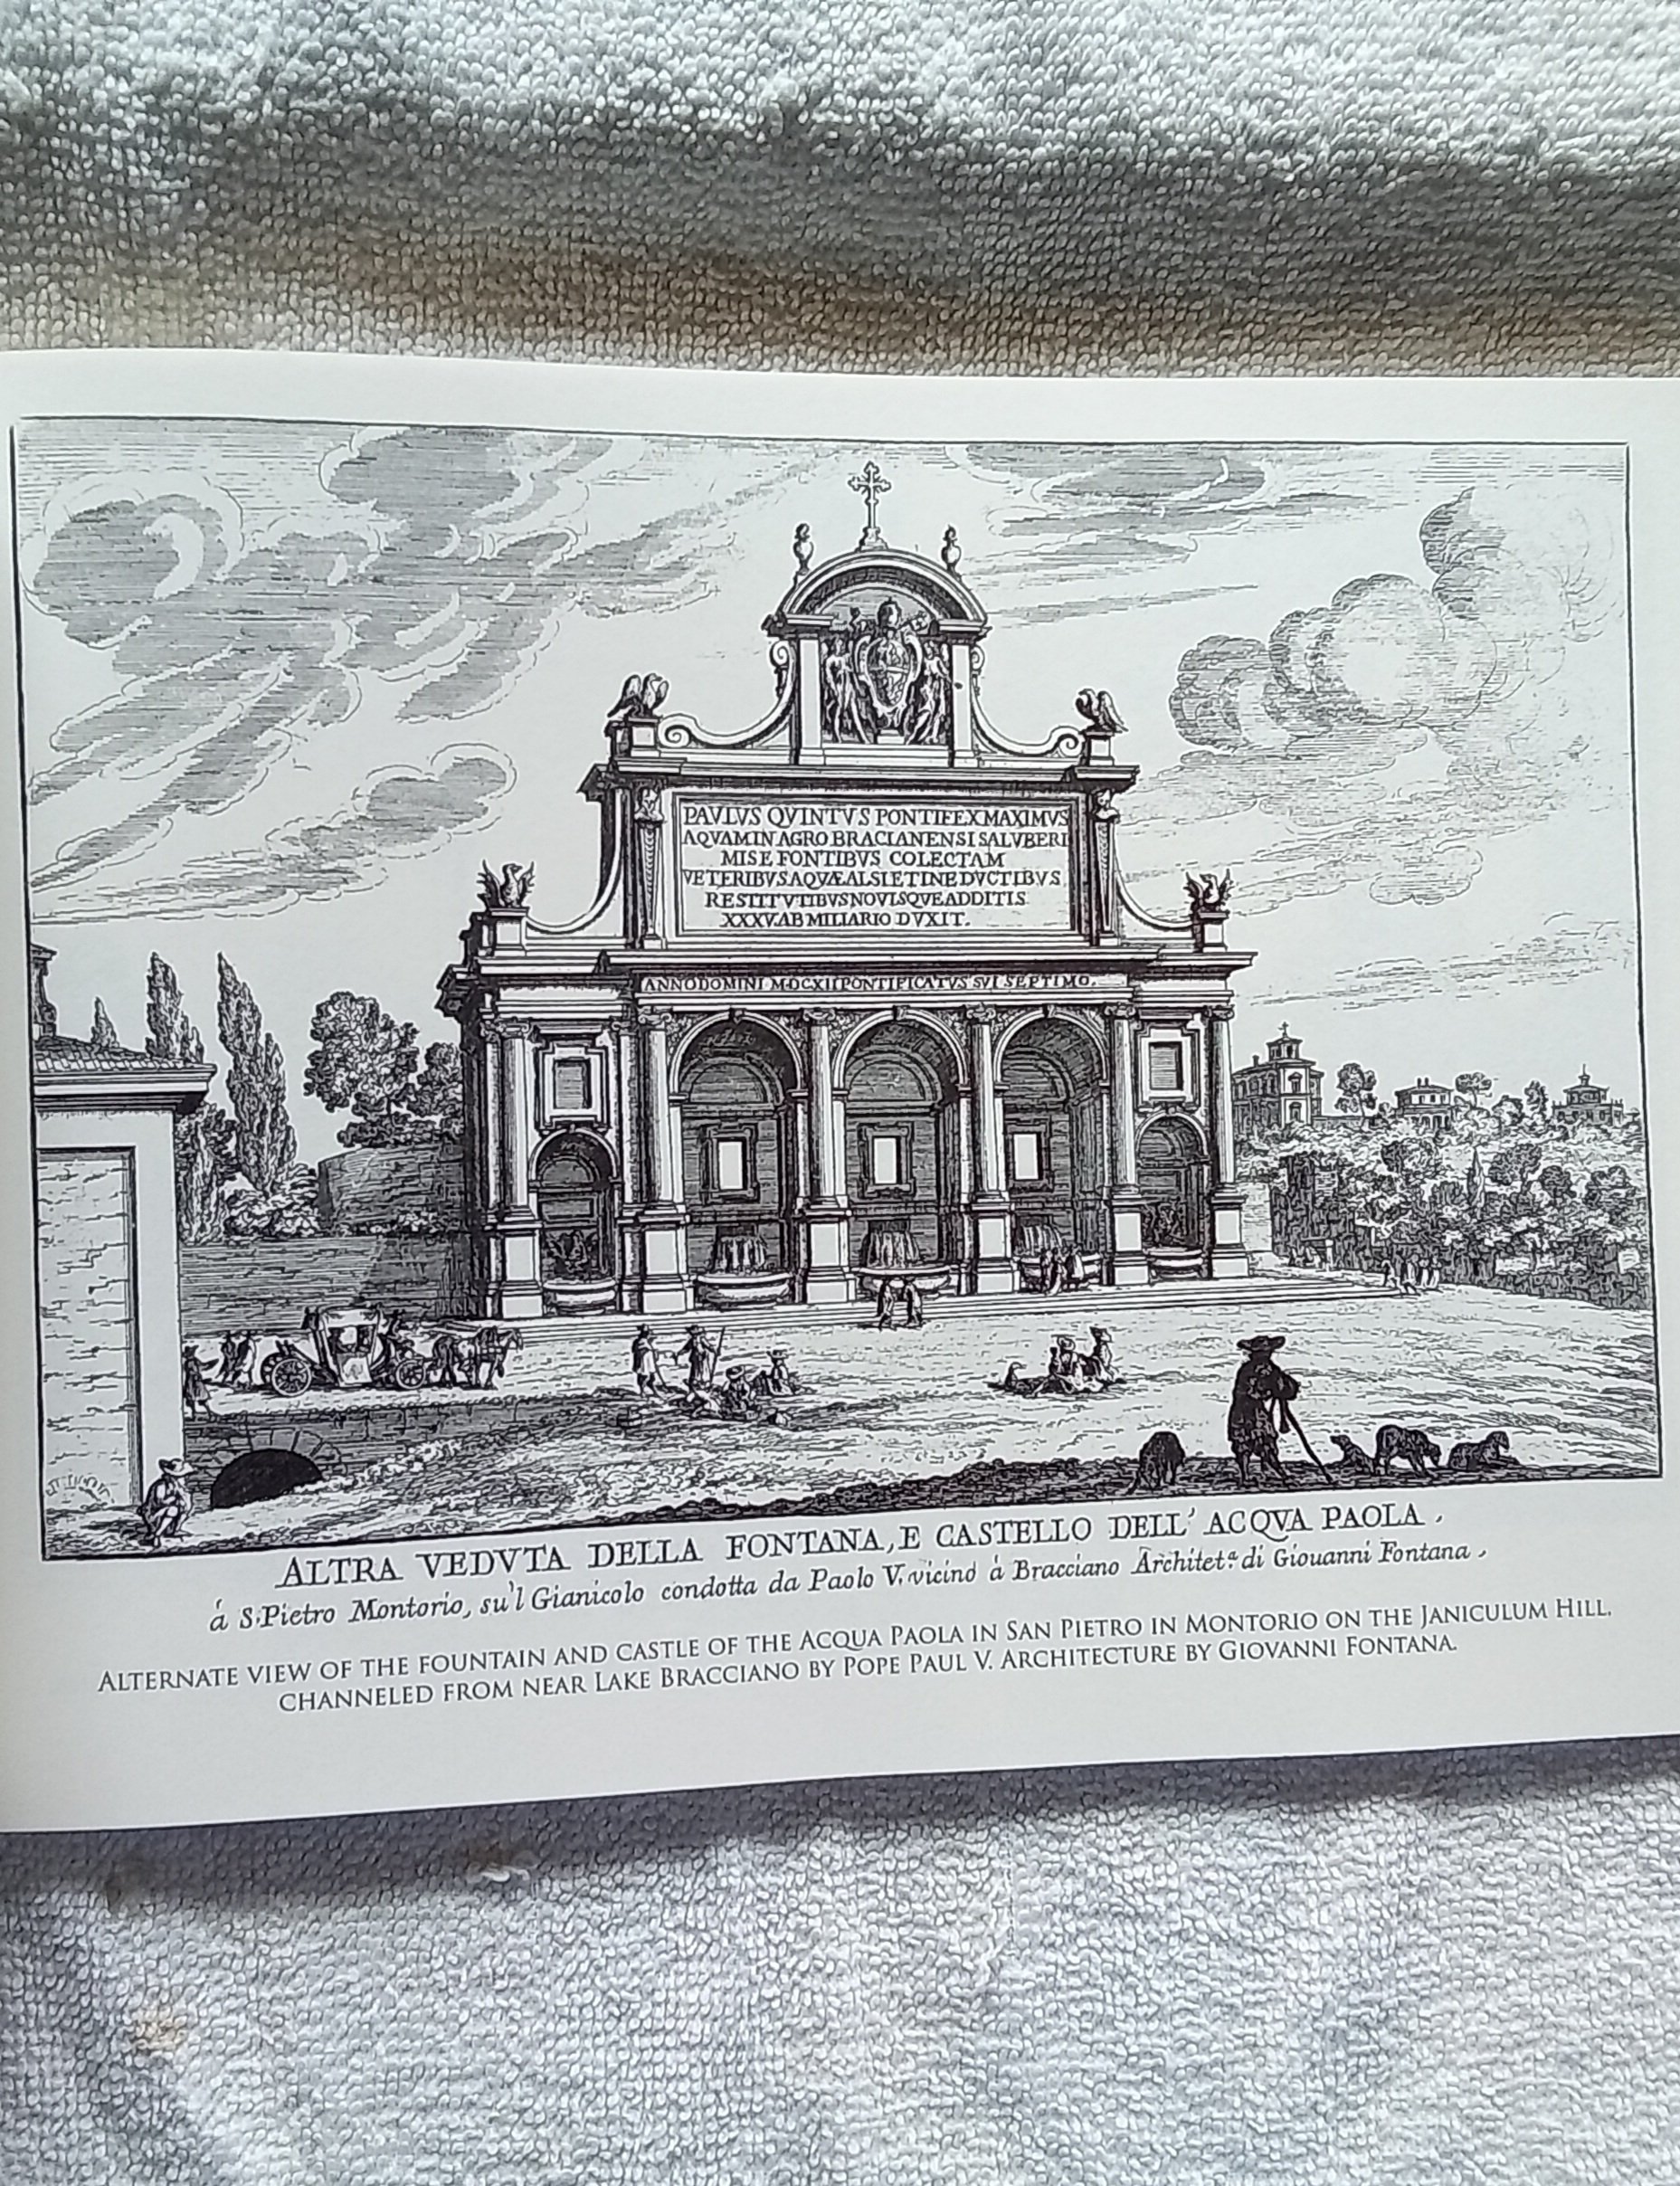 PAVLVS QVINTVS PONTIFEX MAXIMVS
AQVAM IN AGRO BRACIANENSI SALVBERI
MISE FONTIBVS COLECTAM
VETERIBVS AQVÆ ALSIETINE DVCTIBVS
RESTITVTIBVS NOVISQVE ADDITIS
XXXV.AB MILIARIO DVXIT.
ANNO DOMINI MDCXII PONTIFICATVS SVI SEPTIMO.
ALTRA VEDVTA DELLA FONTANA, E CASTELLO DELL' ACQVA PAOLA.
á S. Pietro Montorio, su'l Gianicolo condotta da Paolo V. vicino á Bracciano Architet.ª di Giouanni Fontana.
ALTERNATE VIEW OF THE FOUNTAIN AND CASTLE OF THE ACQUA PAOLA IN SAN PIETRO IN MONTORIO ON THE JANICULUM HILL,
CHANNELED FROM NEAR LAKE BRACCIANO BY POPE PAUL V. ARCHITECTURE BY GIOVANNI FONTANA.